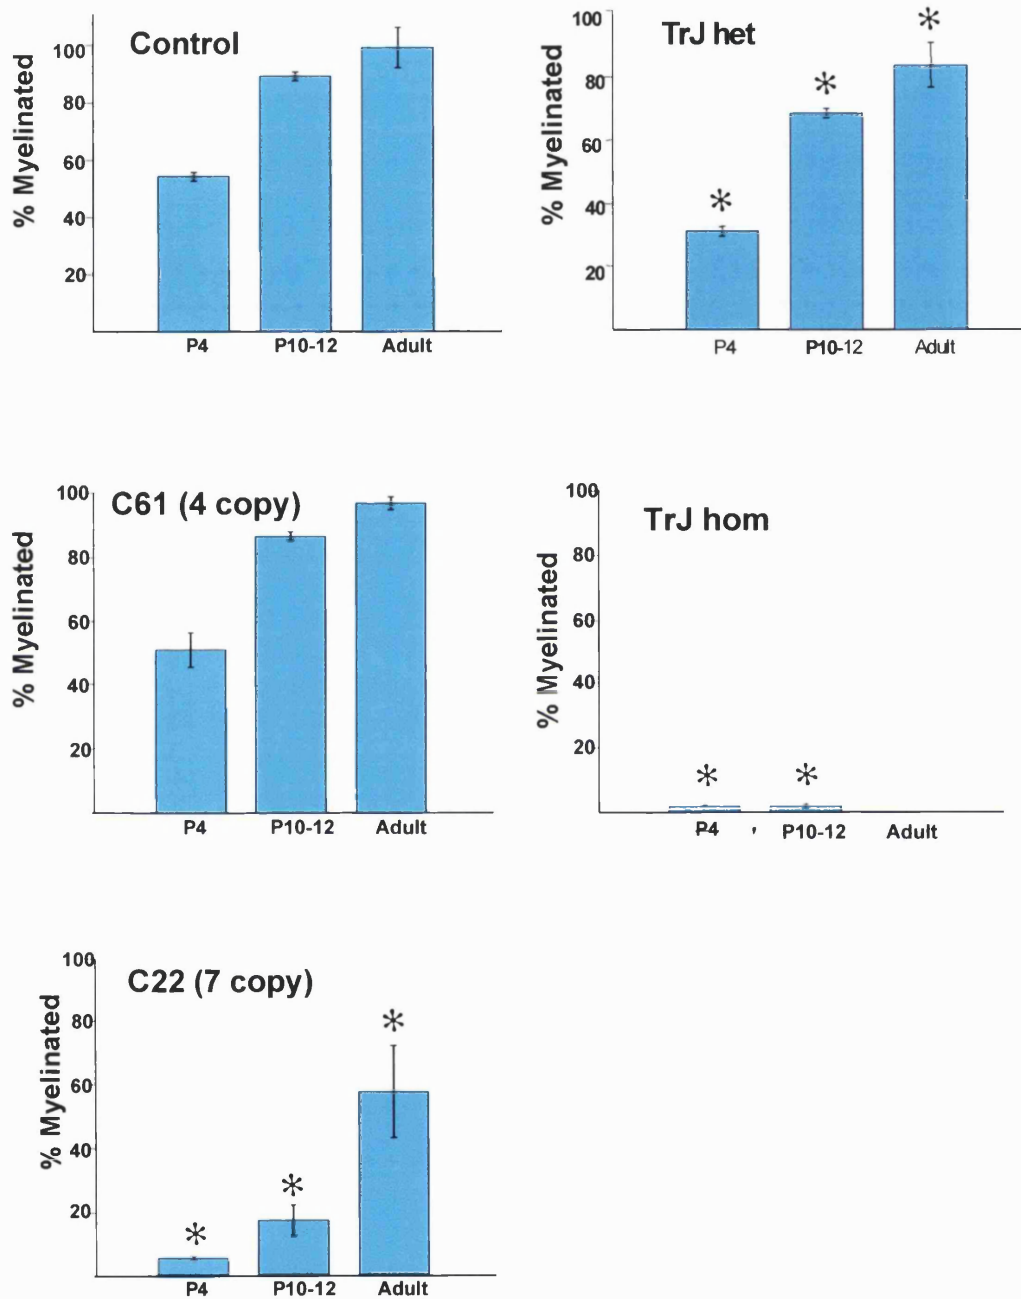 Control
% Myelinated
100
80
60
40
20
P4 P10-12 Adult
TrJ het
% Myelinated
100
80
60
40
20
* * *
P4 P10-12 Adult
C61 (4 copy)
% Myelinated
100
80
60
40
20
P4 P10-12 Adult
TrJ hom
% Myelinated
100
80
60
40
20
* *
P4 P10-12 Adult
C22 (7 copy)
% Myelinated
100
80
60
40
20
* * *
P4 P10-12 Adult